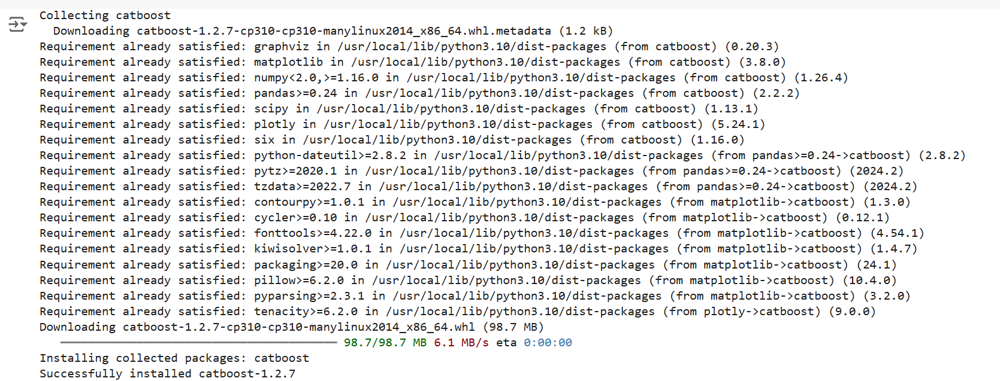 Collecting catboost
  Downloading catboost-1.2.7-cp310-cp310-manylinux2014_x86_64.whl.metadata (1.2 kB)
Requirement already satisfied: graphviz in /usr/local/lib/python3.10/dist-packages (from catboost) (0.20.3)
Requirement already satisfied: matplotlib in /usr/local/lib/python3.10/dist-packages (from catboost) (3.8.0)
Requirement already satisfied: numpy<2.0,>=1.16.0 in /usr/local/lib/python3.10/dist-packages (from catboost) (1.26.4)
Requirement already satisfied: pandas>=0.24 in /usr/local/lib/python3.10/dist-packages (from catboost) (2.2.2)
Requirement already satisfied: scipy in /usr/local/lib/python3.10/dist-packages (from catboost) (1.13.1)
Requirement already satisfied: plotly in /usr/local/lib/python3.10/dist-packages (from catboost) (5.24.1)
Requirement already satisfied: six in /usr/local/lib/python3.10/dist-packages (from catboost) (1.16.0)
Requirement already satisfied: python-dateutil>=2.8.2 in /usr/local/lib/python3.10/dist-packages (from pandas>=0.24->catboost) (2.8.2)
Requirement already satisfied: pytz>=2020.1 in /usr/local/lib/python3.10/dist-packages (from pandas>=0.24->catboost) (2024.2)
Requirement already satisfied: tzdata>=2022.7 in /usr/local/lib/python3.10/dist-packages (from pandas>=0.24->catboost) (2024.2)
Requirement already satisfied: contourpy>=1.0.1 in /usr/local/lib/python3.10/dist-packages (from matplotlib->catboost) (1.3.0)
Requirement already satisfied: cycler>=0.10 in /usr/local/lib/python3.10/dist-packages (from matplotlib->catboost) (0.12.1)
Requirement already satisfied: fonttools>=4.22.0 in /usr/local/lib/python3.10/dist-packages (from matplotlib->catboost) (4.54.1)
Requirement already satisfied: kiwisolver>=1.0.1 in /usr/local/lib/python3.10/dist-packages (from matplotlib->catboost) (1.4.7)
Requirement already satisfied: packaging>=20.0 in /usr/local/lib/python3.10/dist-packages (from matplotlib->catboost) (24.1)
Requirement already satisfied: pillow>=6.2.0 in /usr/local/lib/python3.10/dist-packages (from matplotlib->catboost) (10.4.0)
Requirement already satisfied: pyparsing>=2.3.1 in /usr/local/lib/python3.10/dist-packages (from matplotlib->catboost) (3.2.0)
Requirement already satisfied: tenacity>=6.2.0 in /usr/local/lib/python3.10/dist-packages (from plotly->catboost) (9.0.0)
Downloading catboost-1.2.7-cp310-cp310-manylinux2014_x86_64.whl (98.7 MB)
98.7/98.7 MB 6.1 MB/s eta 0:00:00
Installing collected packages: catboost
Successfully installed catboost-1.2.7